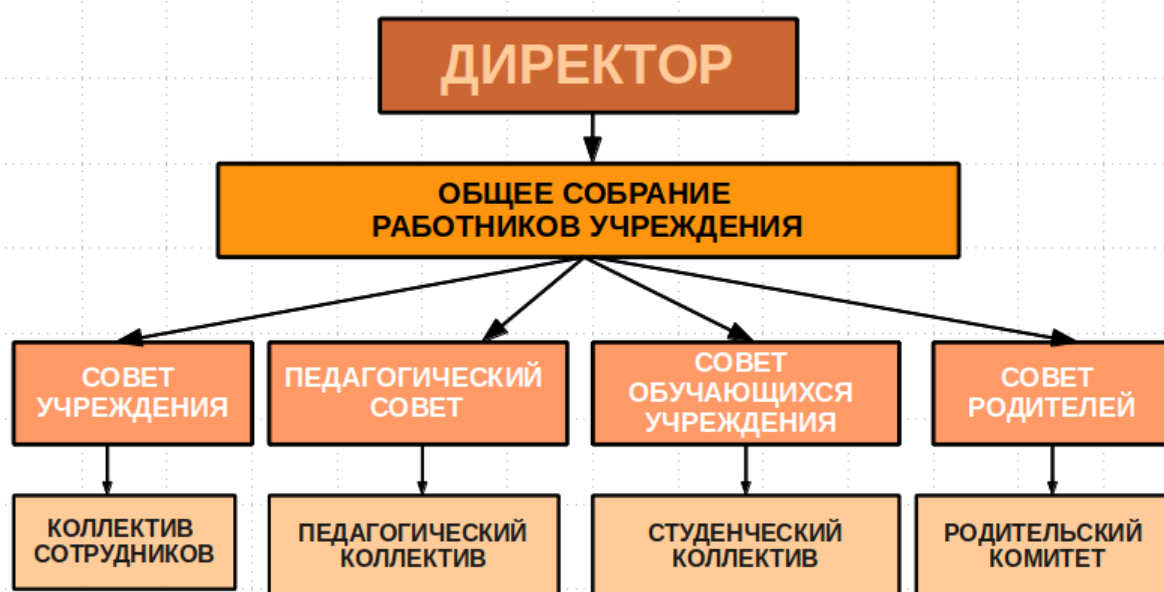 ДИРЕКТОР
ОБЩЕЕ СОБРАНИЕ
РАБОТНИКОВ УЧРЕЖДЕНИЯ
СОВЕТ
УЧРЕЖДЕНИЯ
ПЕДАГОГИЧЕСКИЙ
СОВЕТ
СОВЕТ
ОБУЧАЮЩИХСЯ
УЧРЕЖДЕНИЯ
СОВЕТ
РОДИТЕЛЕЙ
КОЛЛЕКТИВ
СОТРУДНИКОВ
ПЕДАГОГИЧЕСКИЙ
КОЛЛЕКТИВ
СТУДЕНЧЕСКИЙ
КОЛЛЕКТИВ
РОДИТЕЛЬСКИЙ
КОМИТЕТ